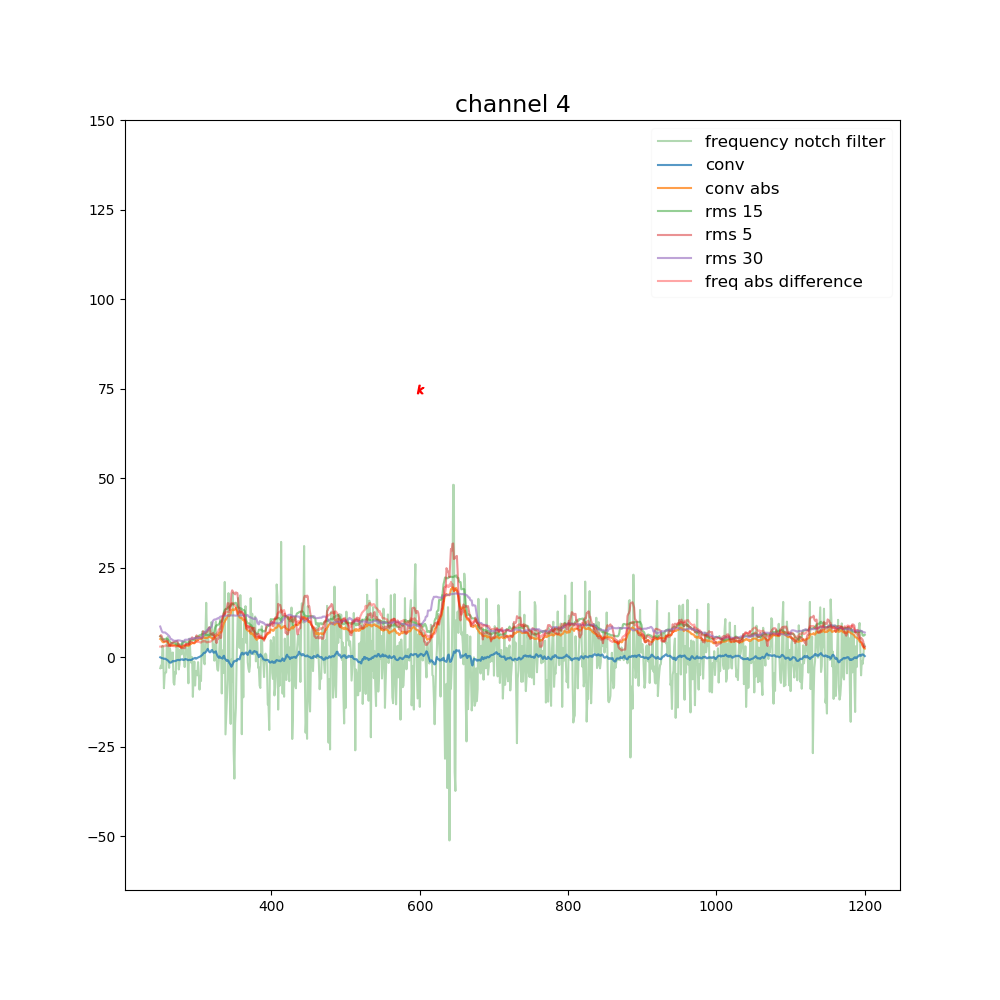 channel 4
150
125
100
75
50
25
0
−25
−50
frequency notch filter
conv
conv abs
rms 15
rms 5
rms 30
freq abs difference
k
400 600 800 1000 1200